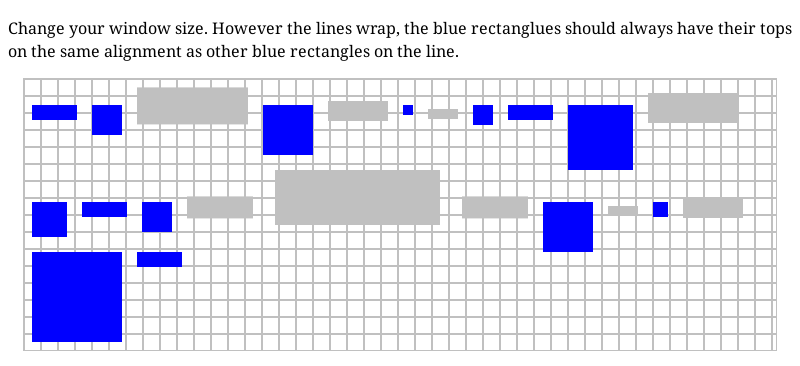 Change your window size. However the lines wrap, the blue rectanglues should always have their tops
on the same alignment as other blue rectangles on the line.